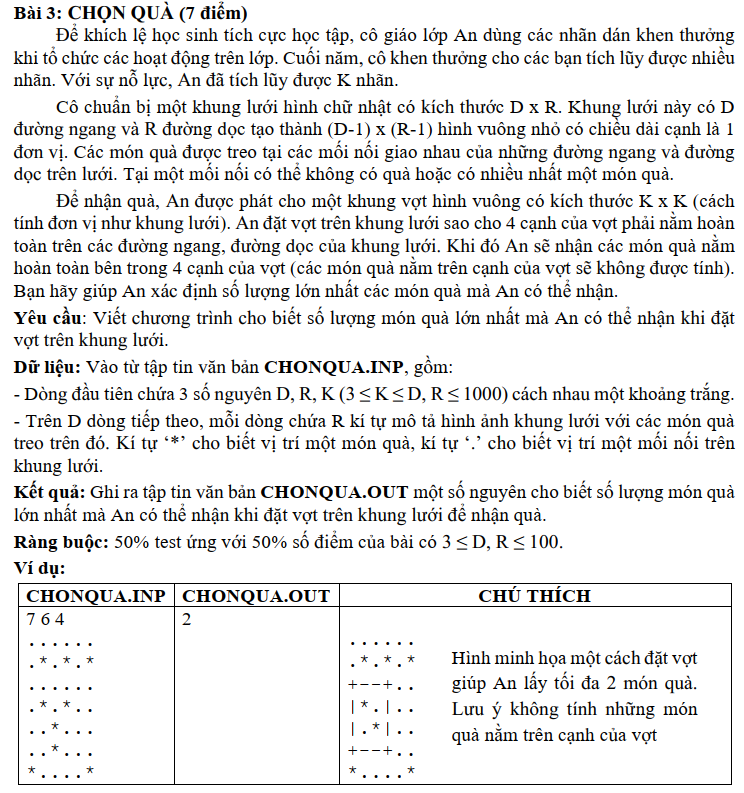 Bài 3: CHỌN QUÀ (7 điểm)
Để khích lệ học sinh tích cực học tập, cô giáo lớp An dùng các nhãn dán khen thưởng
khi tổ chức các hoạt động trên lớp. Cuối năm, cô khen thưởng cho các bạn tích lũy được nhiều
nhãn. Với sự nỗ lực, An đã tích lũy được K nhãn.
Cô chuẩn bị một khung lưới hình chữ nhật có kích thước D x R. Khung lưới này có D
đường ngang và R đường dọc tạo thành (D-1) x (R-1) hình vuông nhỏ có chiều dài cạnh là 1
đơn vị. Các món quà được treo tại các mối nối giao nhau của những đường ngang và đường
dọc trên lưới. Tại một mối nối có thể không có quà hoặc có nhiều nhất một món quà.
Để nhận quà, An được phát cho một khung vợt hình vuông có kích thước K x K (cách
tính đơn vị như khung lưới). An đặt vợt trên khung lưới sao cho 4 cạnh của vợt phải nằm hoàn
toàn trên các đường ngang, đường dọc của khung lưới. Khi đó An sẽ nhận các món quà nằm
hoàn toàn bên trong 4 cạnh của vợt (các món quà nằm trên cạnh của vợt sẽ không được tính).
Bạn hãy giúp An xác định số lượng lớn nhất các món quà mà An có thể nhận.
Yêu cầu: Viết chương trình cho biết số lượng món quà lớn nhất mà An có thể nhận khi đặt
vợt trên khung lưới.
Dữ liệu: Vào từ tập tin văn bản CHONQUA.INP, gồm:
- Dòng đầu tiên chứa 3 số nguyên D, R, K (3 ≤ K ≤ D, R ≤ 1000) cách nhau một khoảng trắng.
- Trên D dòng tiếp theo, mỗi dòng chứa R kí tự mô tả hình ảnh khung lưới với các món quà
treo trên đó. Kí tự ‘*’ cho biết vị trí một món quà, kí tự ‘.’ cho biết vị trí một mối nối trên
khung lưới.
Kết quả: Ghi ra tập tin văn bản CHONQUA.OUT một số nguyên cho biết số lượng món quà
lớn nhất mà An có thể nhận khi đặt vợt trên khung lưới để nhận quà.
Ràng buộc: 50% test ứng với 50% số điểm của bài có 3 ≤ D, R ≤ 100.
Ví dụ:
CHONQUA.INP CHONQUA.OUT CHÚ THÍCH
7 6 4
......
.*.*.*
......
.*.*..
..*...
..*...
*....*
2
......
.*.*.*
+--+..
|*.|..
|.*|..
+--+..
*....*
Hình minh họa một cách đặt vợt
giúp An lấy tối đa 2 món quà.
Lưu ý không tính những món
quà nằm trên cạnh của vợt